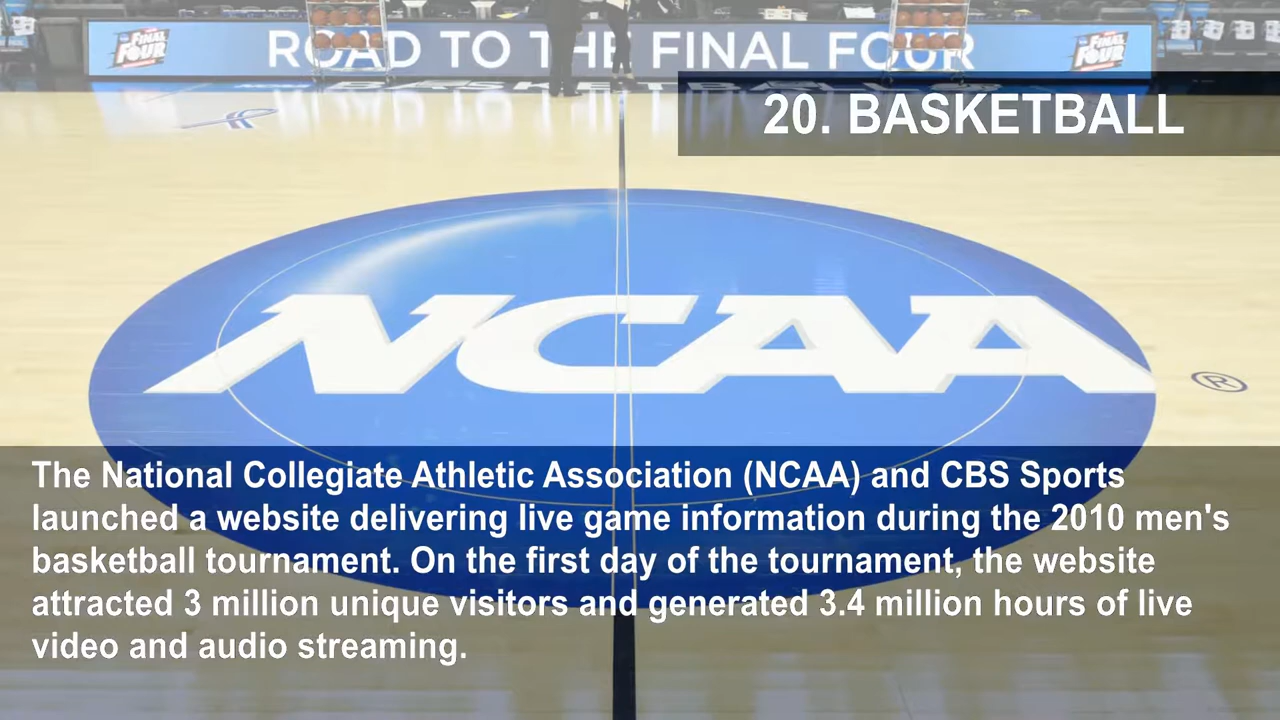 FINAL FOUR
ROAD TO THE FINAL FOUR
FINAL FOUR
BASKETBALL
20. BASKETBALL
NCAA
®
The National Collegiate Athletic Association (NCAA) and CBS Sports
launched a website delivering live game information during the 2010 men's
basketball tournament. On the first day of the tournament, the website
attracted 3 million unique visitors and generated 3.4 million hours of live
video and audio streaming.